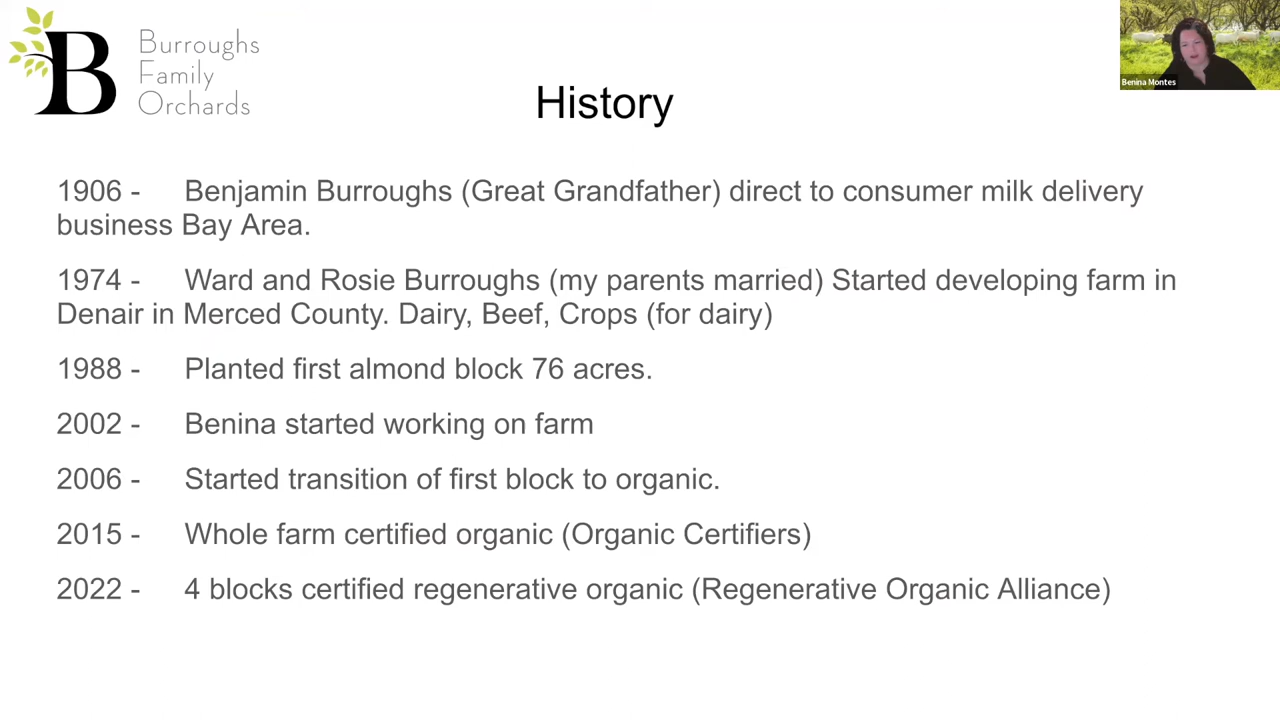 Burroughs
Family
Orchards
B
Benina Montes
History
1906 - Benjamin Burroughs (Great Grandfather) direct to consumer milk delivery
business Bay Area.
1974 - Ward and Rosie Burroughs (my parents married) Started developing farm in
Denair in Merced County. Dairy, Beef, Crops (for dairy)
1988 - Planted first almond block 76 acres.
2002 - Benina started working on farm
2006 - Started transition of first block to organic.
2015 - Whole farm certified organic (Organic Certifiers)
2022 - 4 blocks certified regenerative organic (Regenerative Organic Alliance)